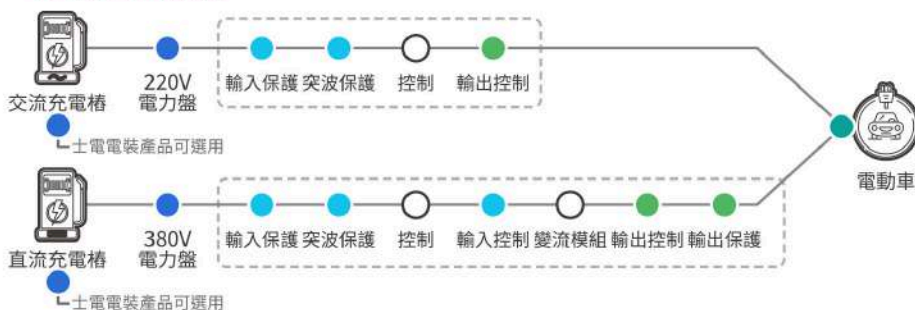 220V
電力盤
輸入保護 突波保護 控制 輸出控制
交流充電樁
士電電裝產品可選用
電動車
380V
電力盤
輸入保護 突波保護 控制 輸入控制 變流模組 輸出控制 輸出保護
直流充電樁
士電電裝產品可選用